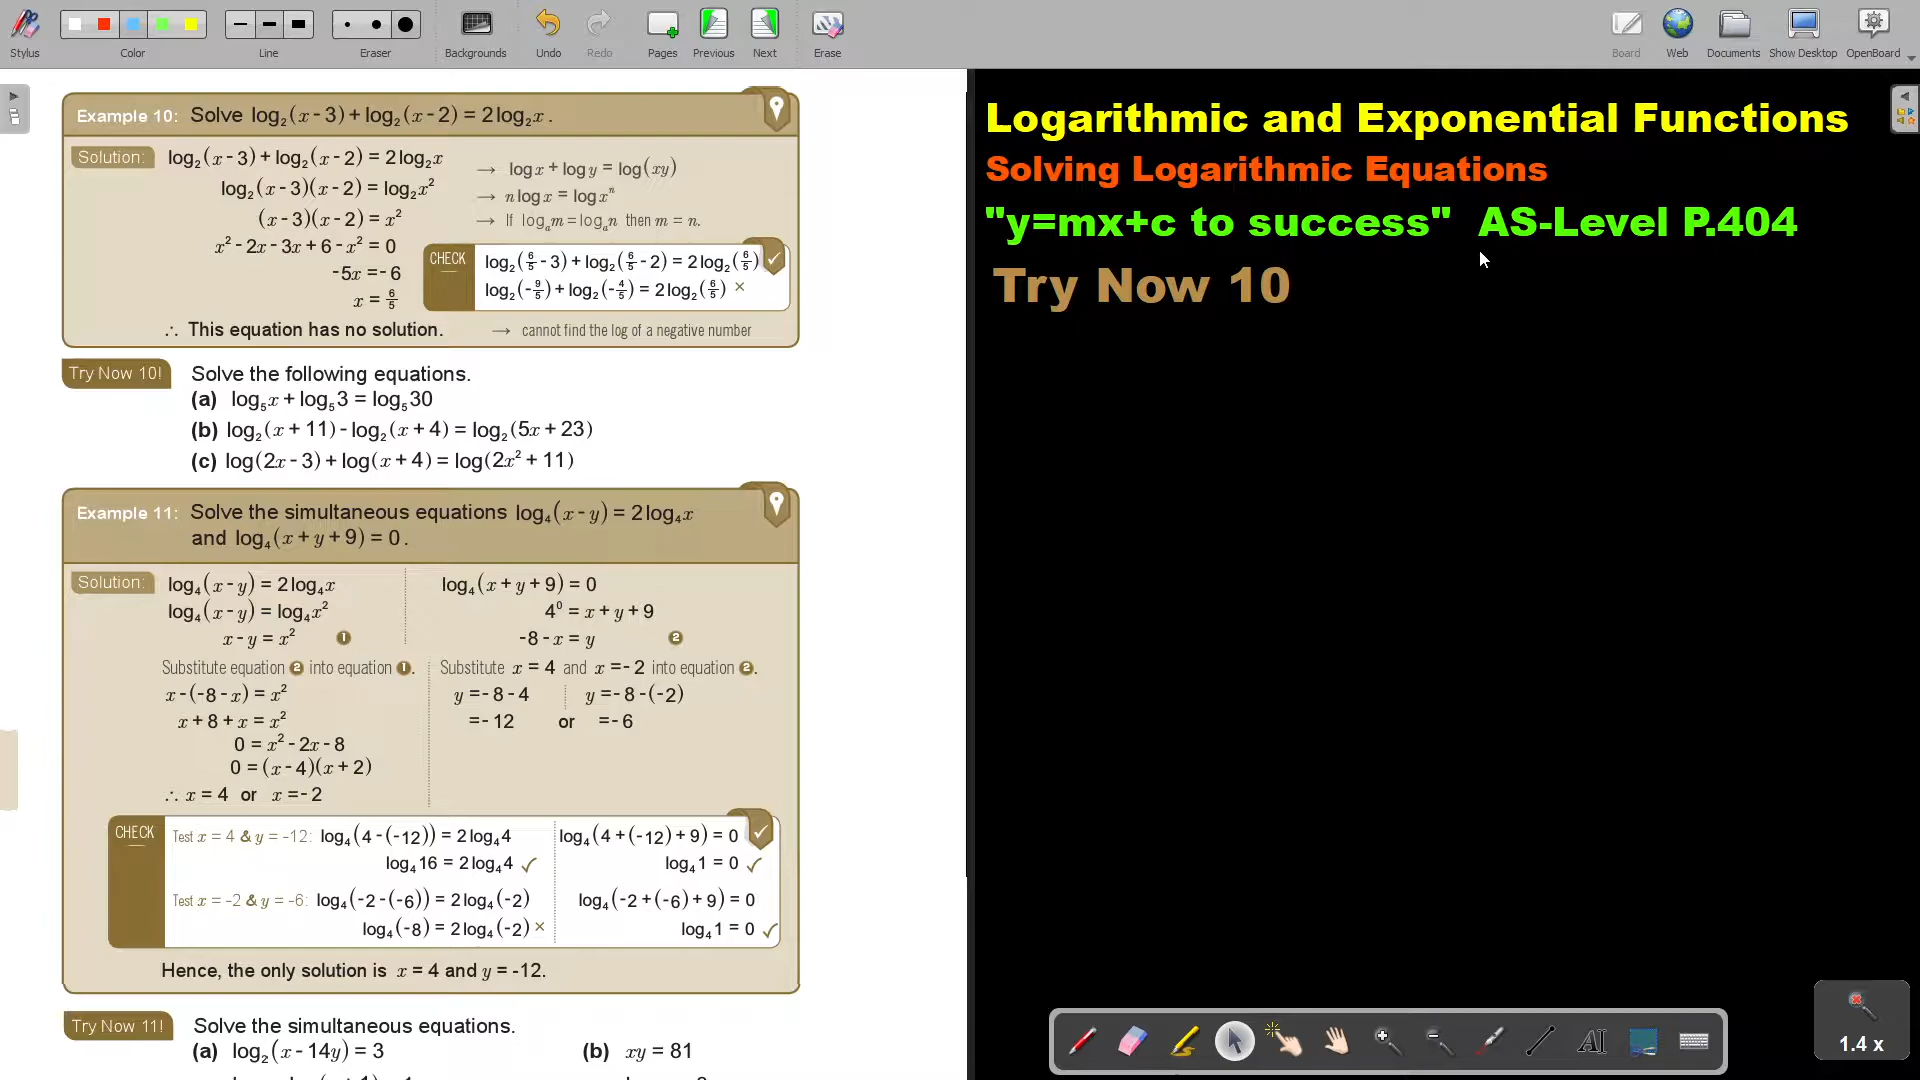 Stylus Color Line Eraser Backgrounds Undo Redo Pages Previous Next Erase Board Web Documents Show Desktop OpenBoard
Example 10: Solve log₂(x-3)+log₂(x-2) = 2log₂x.
Solution:
log₂(x-3)+log₂(x-2) = 2log₂x
→ logx+logy = log(xy)
log₂(x-3)(x-2) = log₂x²
→ nlogx = logxⁿ
(x-3)(x-2) = x²
→ If logₐm = logₐn then m = n.
x²-2x-3x+6-x² = 0
-5x = -6
x = 6/5
CHECK
log₂(6/5-3)+log₂(6/5-2) = 2log₂(6/5) ✓
log₂(-9/5)+log₂(-4/5) = 2log₂(6/5) ×
∴ This equation has no solution.
→ cannot find the log of a negative number
Try Now 10! Solve the following equations.
(a) log₅x+log₅3 = log₅30
(b) log₂(x+11)-log₂(x+4) = log₂(5x+23)
(c) log(2x-3)+log(x+4) = log(2x²+11)
Example 11: Solve the simultaneous equations log₄(x-y) = 2log₄x
and log₄(x+y+9) = 0.
Solution:
log₄(x-y) = 2log₄x
log₄(x-y) = log₄x²
x-y = x² 1
log₄(x+y+9) = 0
4⁰ = x+y+9
-8-x = y 2
Substitute equation 2 into equation 1.
x-(-8-x) = x²
x+8+x = x²
0 = x²-2x-8
0 = (x-4)(x+2)
∴ x = 4 or x = -2
Substitute x = 4 and x = -2 into equation 2.
y = -8-4 y = -8-(-2)
= -12 or = -6
CHECK
Test x = 4 & y = -12: log₄(4-(-12)) = 2log₄4 log₄(4+(-12)+9) = 0 ✓
log₄16 = 2log₄4 ✓ log₄1 = 0 ✓
Test x = -2 & y = -6: log₄(-2-(-6)) = 2log₄(-2) log₄(-2+(-6)+9) = 0
log₄(-8) = 2log₄(-2) × log₄1 = 0 ✓
Hence, the only solution is x = 4 and y = -12.
Try Now 11! Solve the simultaneous equations.
(a) log₂(x-14y) = 3 (b) xy = 81
Logarithmic and Exponential Functions
Solving Logarithmic Equations
"y=mx+c to success" AS-Level P.404
Try Now 10
1.4 x